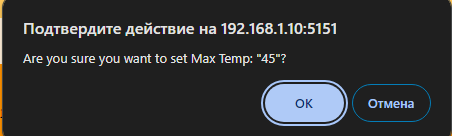 Подтвердите действие на 192.168.1.10:5151
Are you sure you want to set Max Temp: "45"?
ОК
Отмена